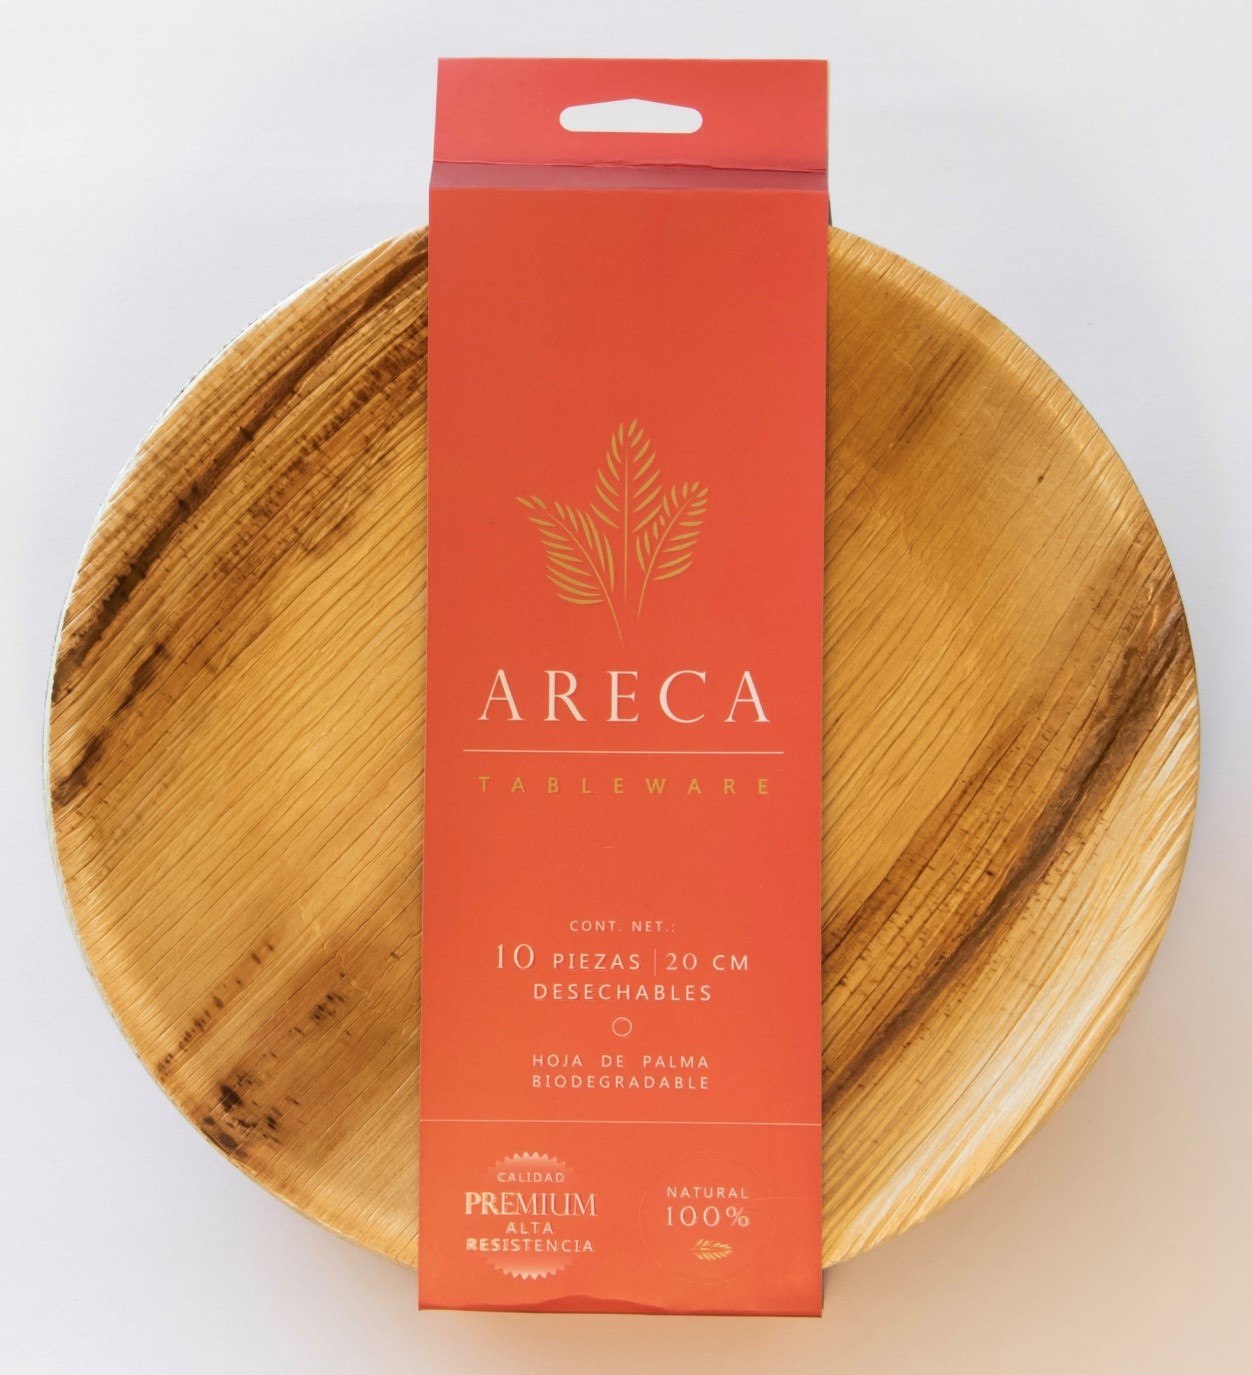 ARECA
TABLEWARE
CONT. NET.:
10 PIEZAS | 20 CM
DESECHABLES
HOJA DE PALMA
BIODEGRADABLE
CALIDAD
PREMIUM
ALTA
RESISTENCIA
NATURAL
100%